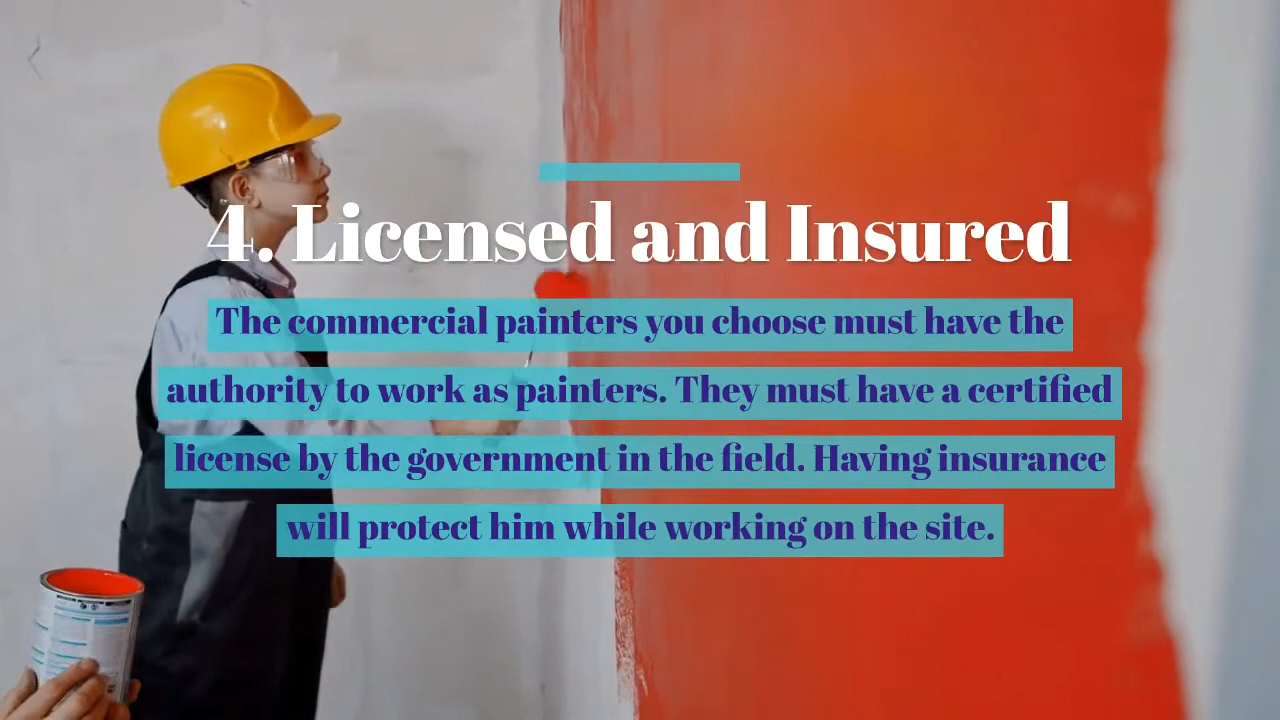 4. Licensed and Insured
The commercial painters you choose must have the
authority to work as painters. They must have a certified
license by the government in the field. Having insurance
will protect him while working on the site.